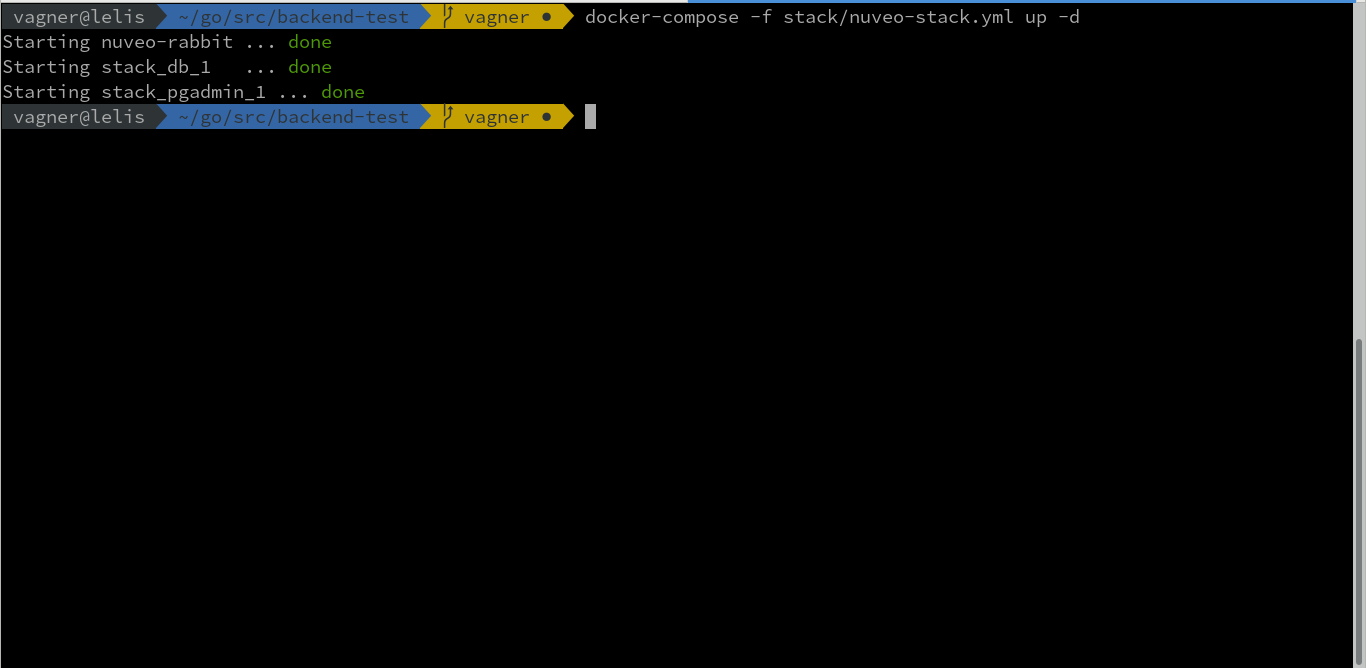 vagner@lelis ~/go/src/backend-test vagner ● docker-compose -f stack/nuveo-stack.yml up -d
Starting nuveo-rabbit ... done
Starting stack_db_1   ... done
Starting stack_pgadmin_1 ... done
vagner@lelis ~/go/src/backend-test vagner ●